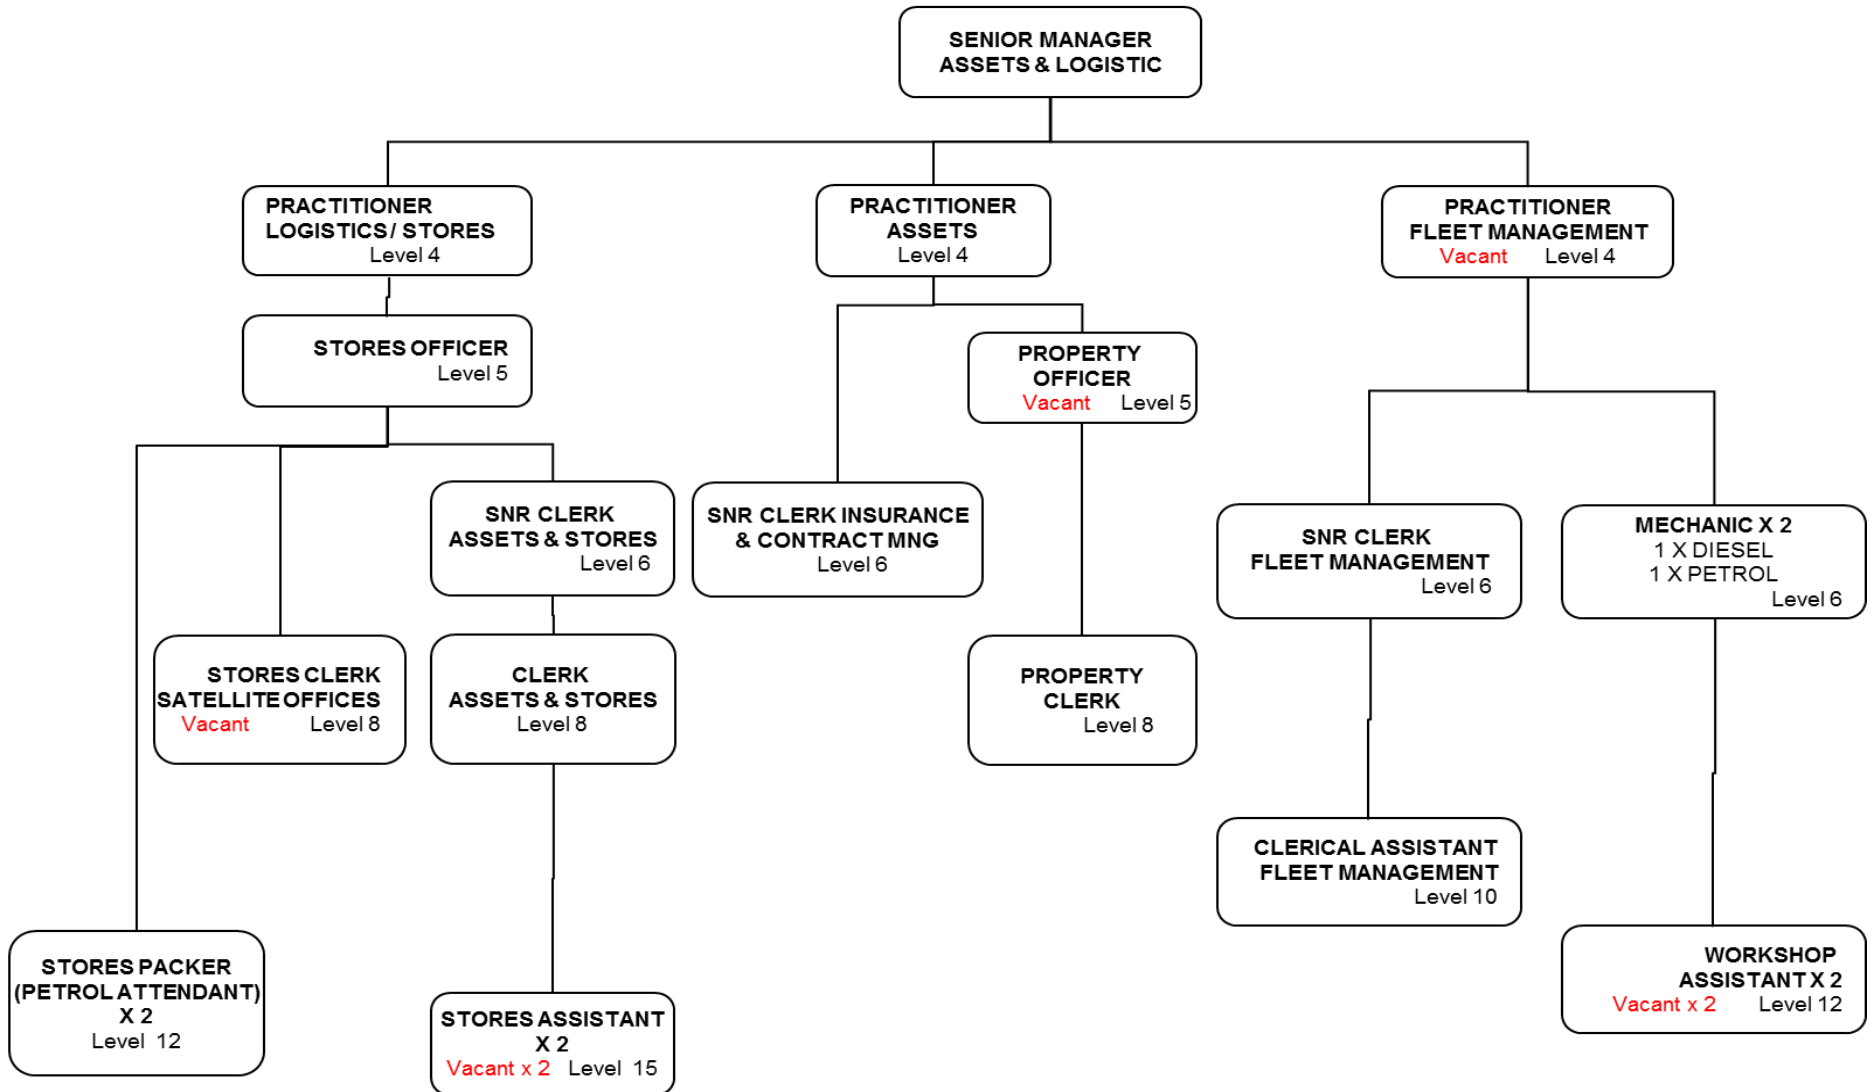 SENIOR MANAGER
ASSETS & LOGISTIC
PRACTITIONER
LOGISTICS / STORES
Level 4
PRACTITIONER
ASSETS
Level 4
PRACTITIONER
FLEET MANAGEMENT
Vacant Level 4
STORES OFFICER
Level 5
PROPERTY
OFFICER
Vacant Level 5
SNR CLERK
ASSETS & STORES
Level 6
SNR CLERK INSURANCE
& CONTRACT MNG
Level 6
SNR CLERK
FLEET MANAGEMENT
Level 6
MECHANIC X 2
1 X DIESEL
1 X PETROL
Level 6
STORES CLERK
SATELLITE OFFICES
Vacant Level 8
CLERK
ASSETS & STORES
Level 8
PROPERTY
CLERK
Level 8
CLERICAL ASSISTANT
FLEET MANAGEMENT
Level 10
STORES PACKER
(PETROL ATTENDANT)
X 2
Level 12
STORES ASSISTANT
X 2
Vacant x 2 Level 15
WORKSHOP
ASSISTANT X 2
Vacant x 2 Level 12